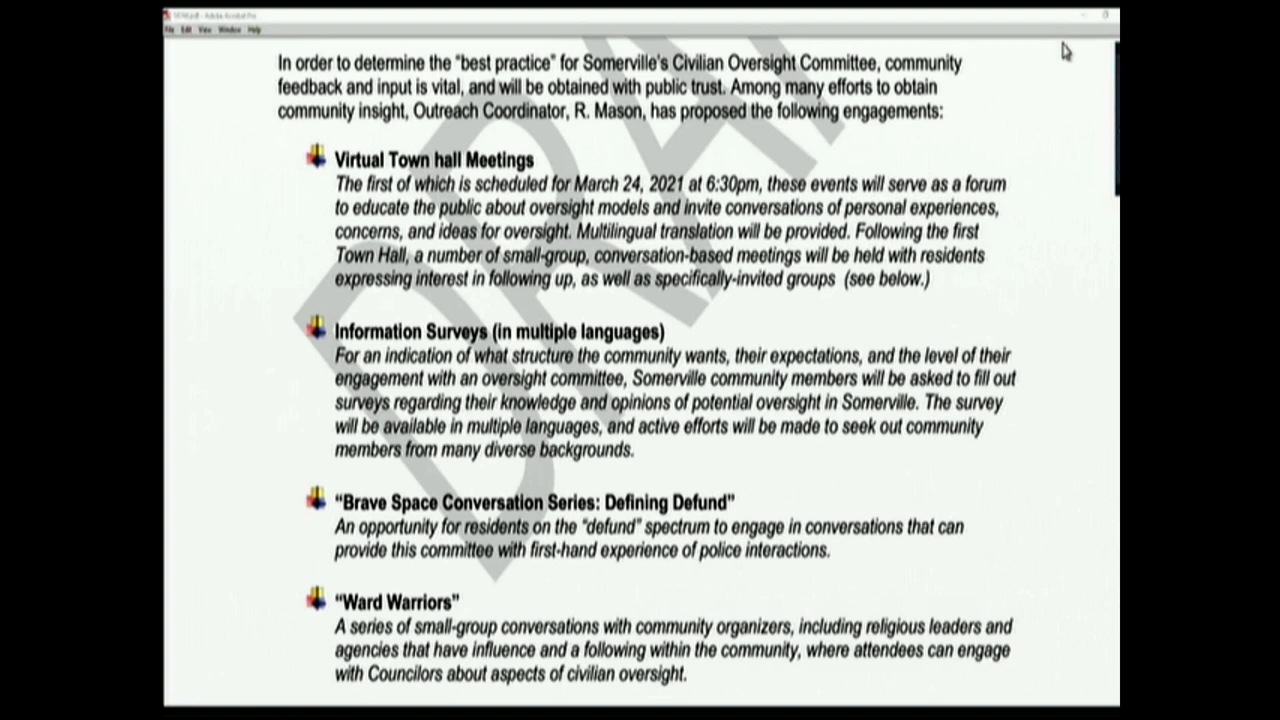 File Edit View Window Help
In order to determine the "best practice" for Somerville's Civilian Oversight Committee, community
feedback and input is vital, and will be obtained with public trust. Among many efforts to obtain
community insight, Outreach Coordinator, R. Mason, has proposed the following engagements:
Virtual Town hall Meetings
The first of which is scheduled for March 24, 2021 at 6:30pm, these events will serve as a forum
to educate the public about oversight models and invite conversations of personal experiences,
concerns, and ideas for oversight. Multilingual translation will be provided. Following the first
Town Hall, a number of small-group, conversation-based meetings will be held with residents
expressing interest in following up, as well as specifically-invited groups (see below.)
Information Surveys (in multiple languages)
For an indication of what structure the community wants, their expectations, and the level of their
engagement with an oversight committee, Somerville community members will be asked to fill out
surveys regarding their knowledge and opinions of potential oversight in Somerville. The survey
will be available in multiple languages, and active efforts will be made to seek out community
members from many diverse backgrounds.
"Brave Space Conversation Series: Defining Defund"
An opportunity for residents on the "defund" spectrum to engage in conversations that can
provide this committee with first-hand experience of police interactions.
"Ward Warriors"
A series of small-group conversations with community organizers, including religious leaders and
agencies that have influence and a following within the community, where attendees can engage
with Councilors about aspects of civilian oversight.